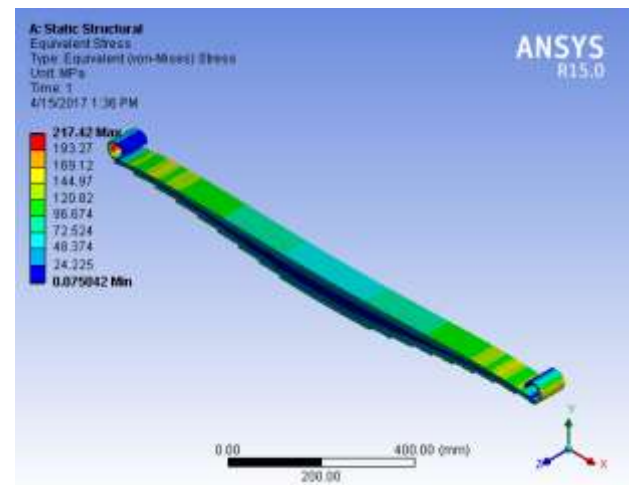 A: Static Structural
Equivalent Stress
Type: Equivalent (von-Mises) Stress
Unit: MPa
Time: 1
4/15/2017 1:36 PM
ANSYS
R15.0
217.42 Max
193.27
169.12
144.97
120.82
96.674
72.524
48.374
24.225
0.075042 Min
0.00
400.00 (mm)
200.00
Y
Z
X